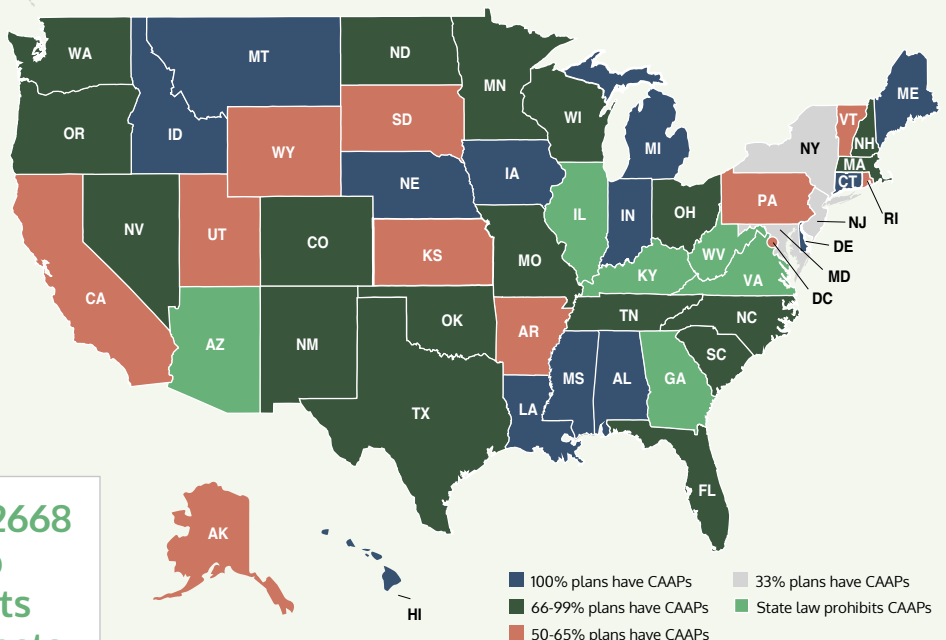 WA
MT
ND
MN
OR
ID
SD
WI
WY
MI
ME
VT
NH
NY
MA
CT
RI
NE
IA
PA
NJ
NV
UT
CO
IL
IN
OH
DE
MD
DC
CA
KS
MO
WV
KY
VA
AZ
NM
OK
AR
TN
NC
SC
TX
LA
MS
AL
GA
FL
AK
HI
2668
ts
100% plans have CAAPs
66-99% plans have CAAPs
50-65% plans have CAAPs
33% plans have CAAPs
State law prohibits CAAPs